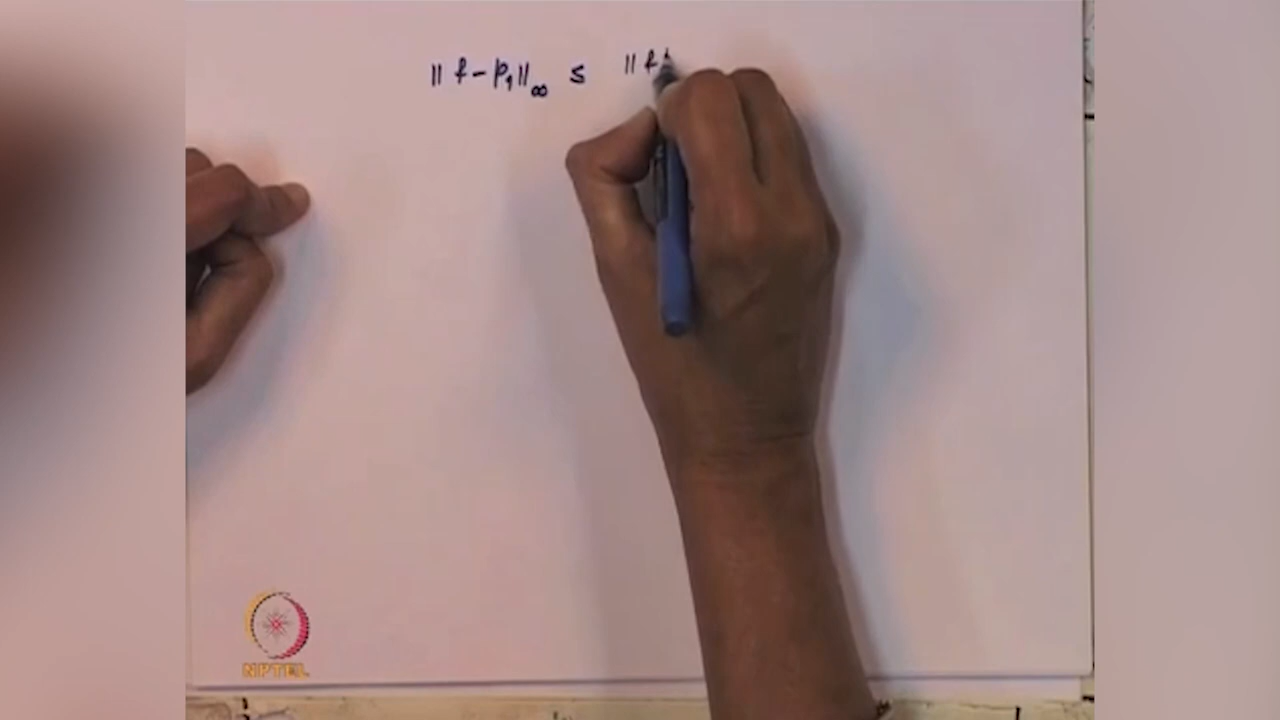 || f - p₁ ||_∞ ≤ || f'
NPTEL